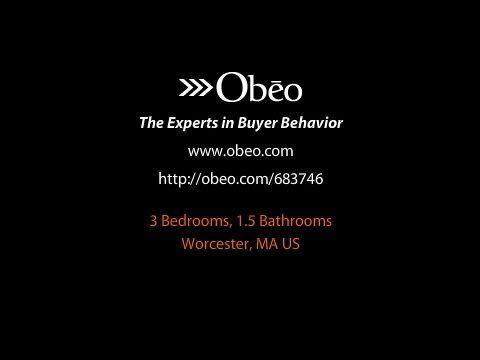 Obēo
The Experts in Buyer Behavior
www.obeo.com
http://obeo.com/683746
3 Bedrooms, 1.5 Bathrooms
Worcester, MA US